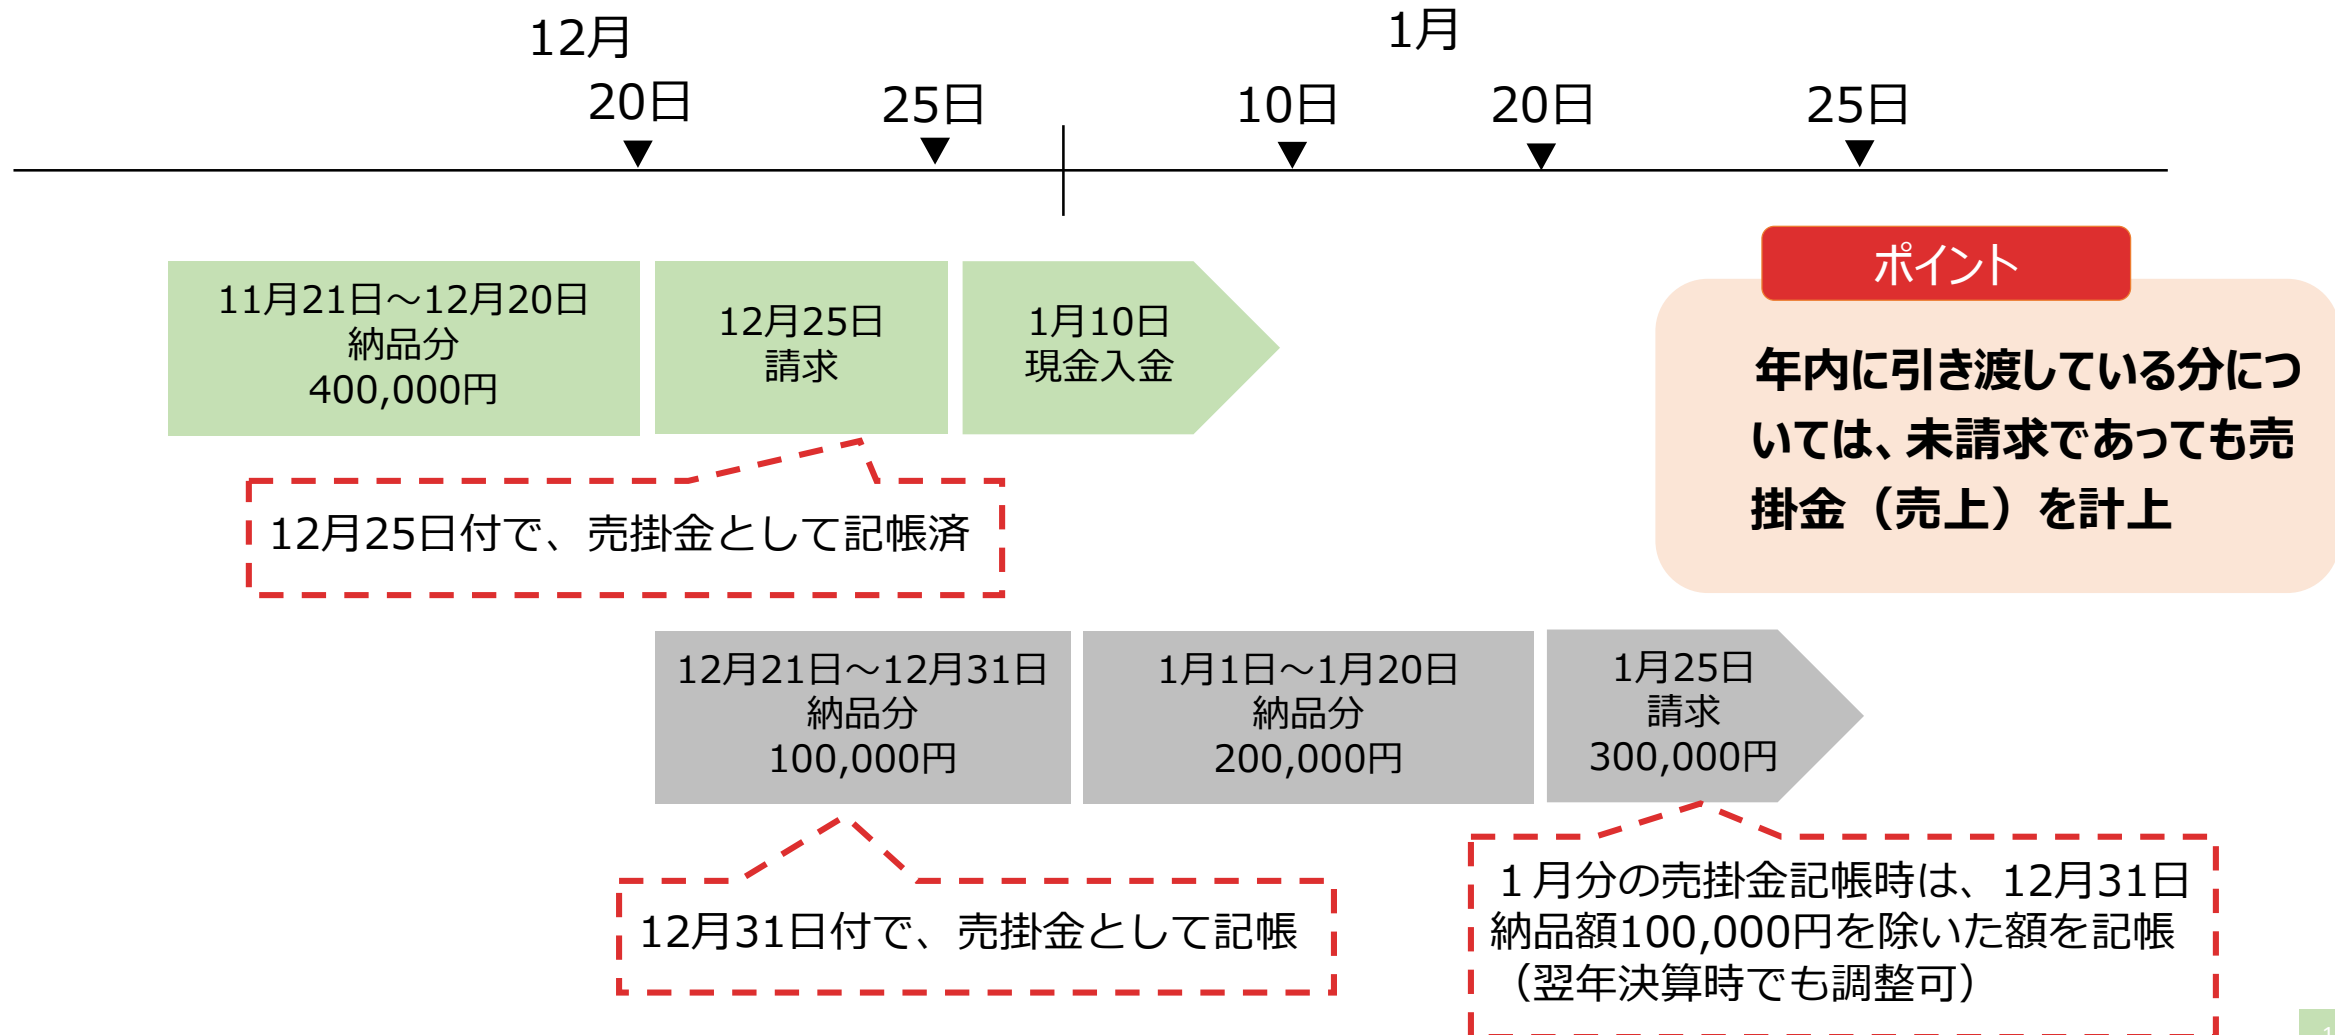 12月
1月
20日
25日
10日
20日
25日
11月21日～12月20日
納品分
400,000円
12月25日
請求
1月10日
現金入金
ポイント
年内に引き渡している分につ
いては、未請求であっても売
掛金（売上）を計上
12月25日付で、売掛金として記帳済
12月21日～12月31日
納品分
100,000円
1月1日～1月20日
納品分
200,000円
1月25日
請求
300,000円
12月31日付で、売掛金として記帳
１月分の売掛金記帳時は、12月31日
納品額100,000円を除いた額を記帳
（翌年決算時でも調整可）